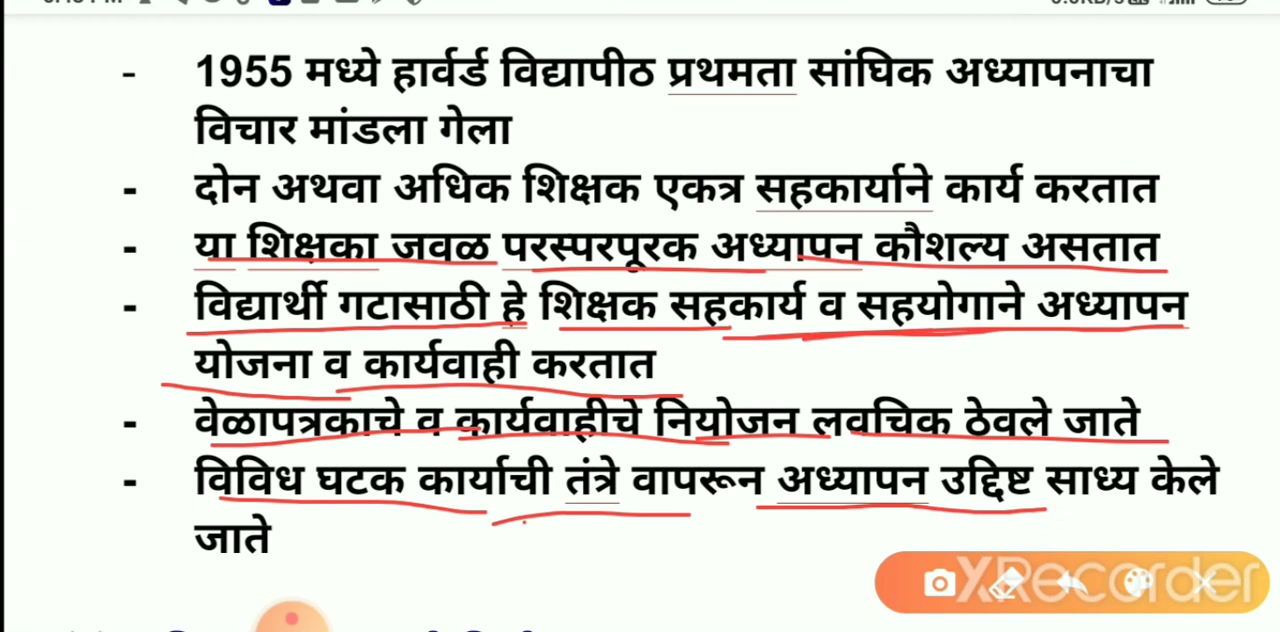 - 1955 मध्ये हार्वर्ड विद्यापीठ प्रथमता सांघिक अध्यापनाचा
विचार मांडला गेला
- दोन अथवा अधिक शिक्षक एकत्र सहकार्याने कार्य करतात
- या शिक्षका जवळ परस्परपूरक अध्यापन कौशल्य असतात
- विद्यार्थी गटासाठी हे शिक्षक सहकार्य व सहयोगाने अध्यापन
योजना व कार्यवाही करतात
- वेळापत्रकाचे व कार्यवाहीचे नियोजन लवचिक ठेवले जाते
- विविध घटक कार्याची तंत्रे वापरून अध्यापन उद्दिष्ट साध्य केले
जाते
XRecorder